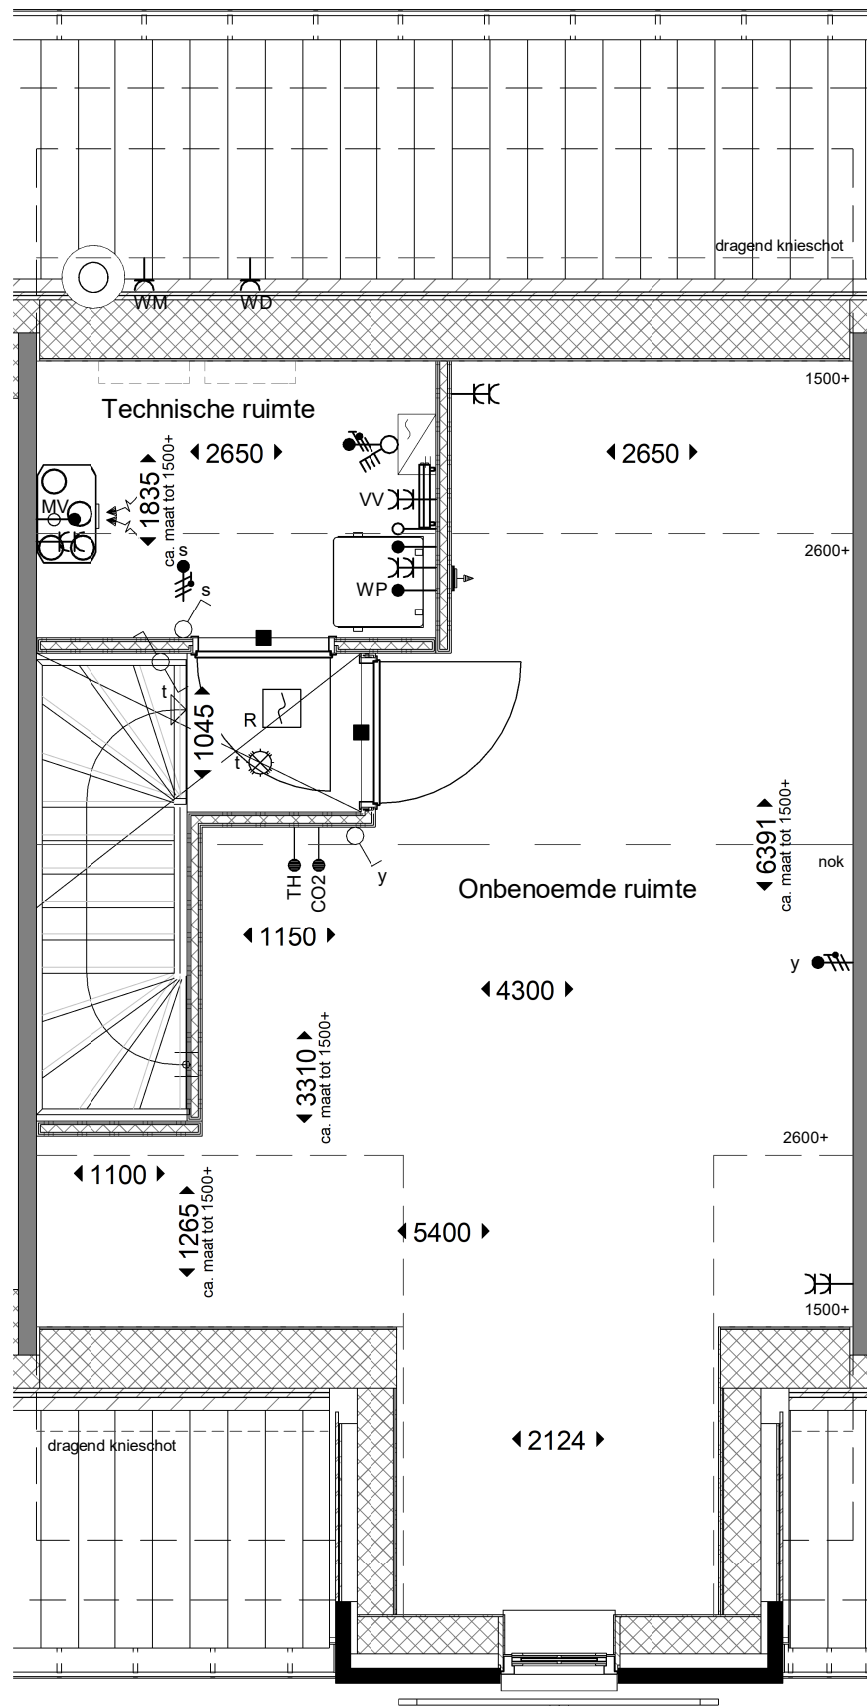 dragend knieschot
WM
WD
1500+
Technische ruimte
2650
2650
1835
ca. maat tot 1500+
MV
VV
2600+
s
s
WP
t
1045
R
t
6391
ca. maat tot 1500+
nok
TH
CO2
y
Onbenoemde ruimte
1150
y
4300
3310
ca. maat tot 1500+
2600+
1100
1265
ca. maat tot 1500+
5400
1500+
2124
dragend knieschot